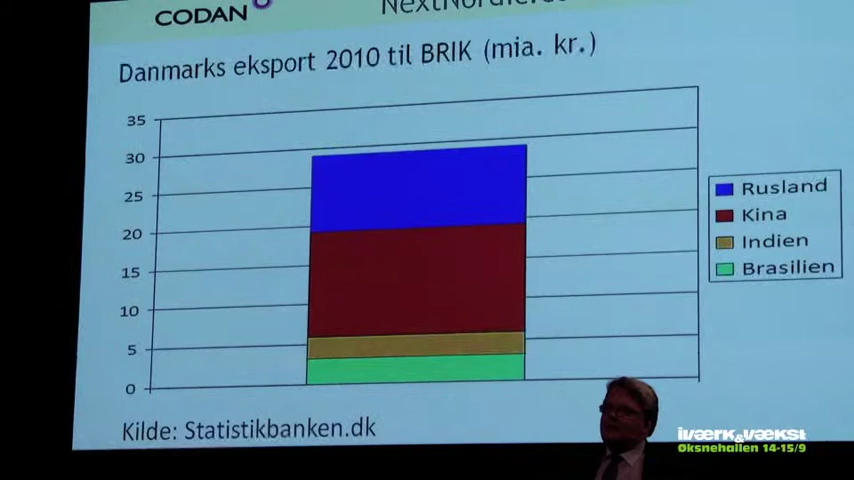 CODAN
Danmarks eksport 2010 til BRIK (mia. kr.)
35
30
25
20
15
10
5
0
Rusland
Kina
Indien
Brasilien
Kilde: Statistikbanken.dk
iværk&vækst
Øksnehallen 14-15/9